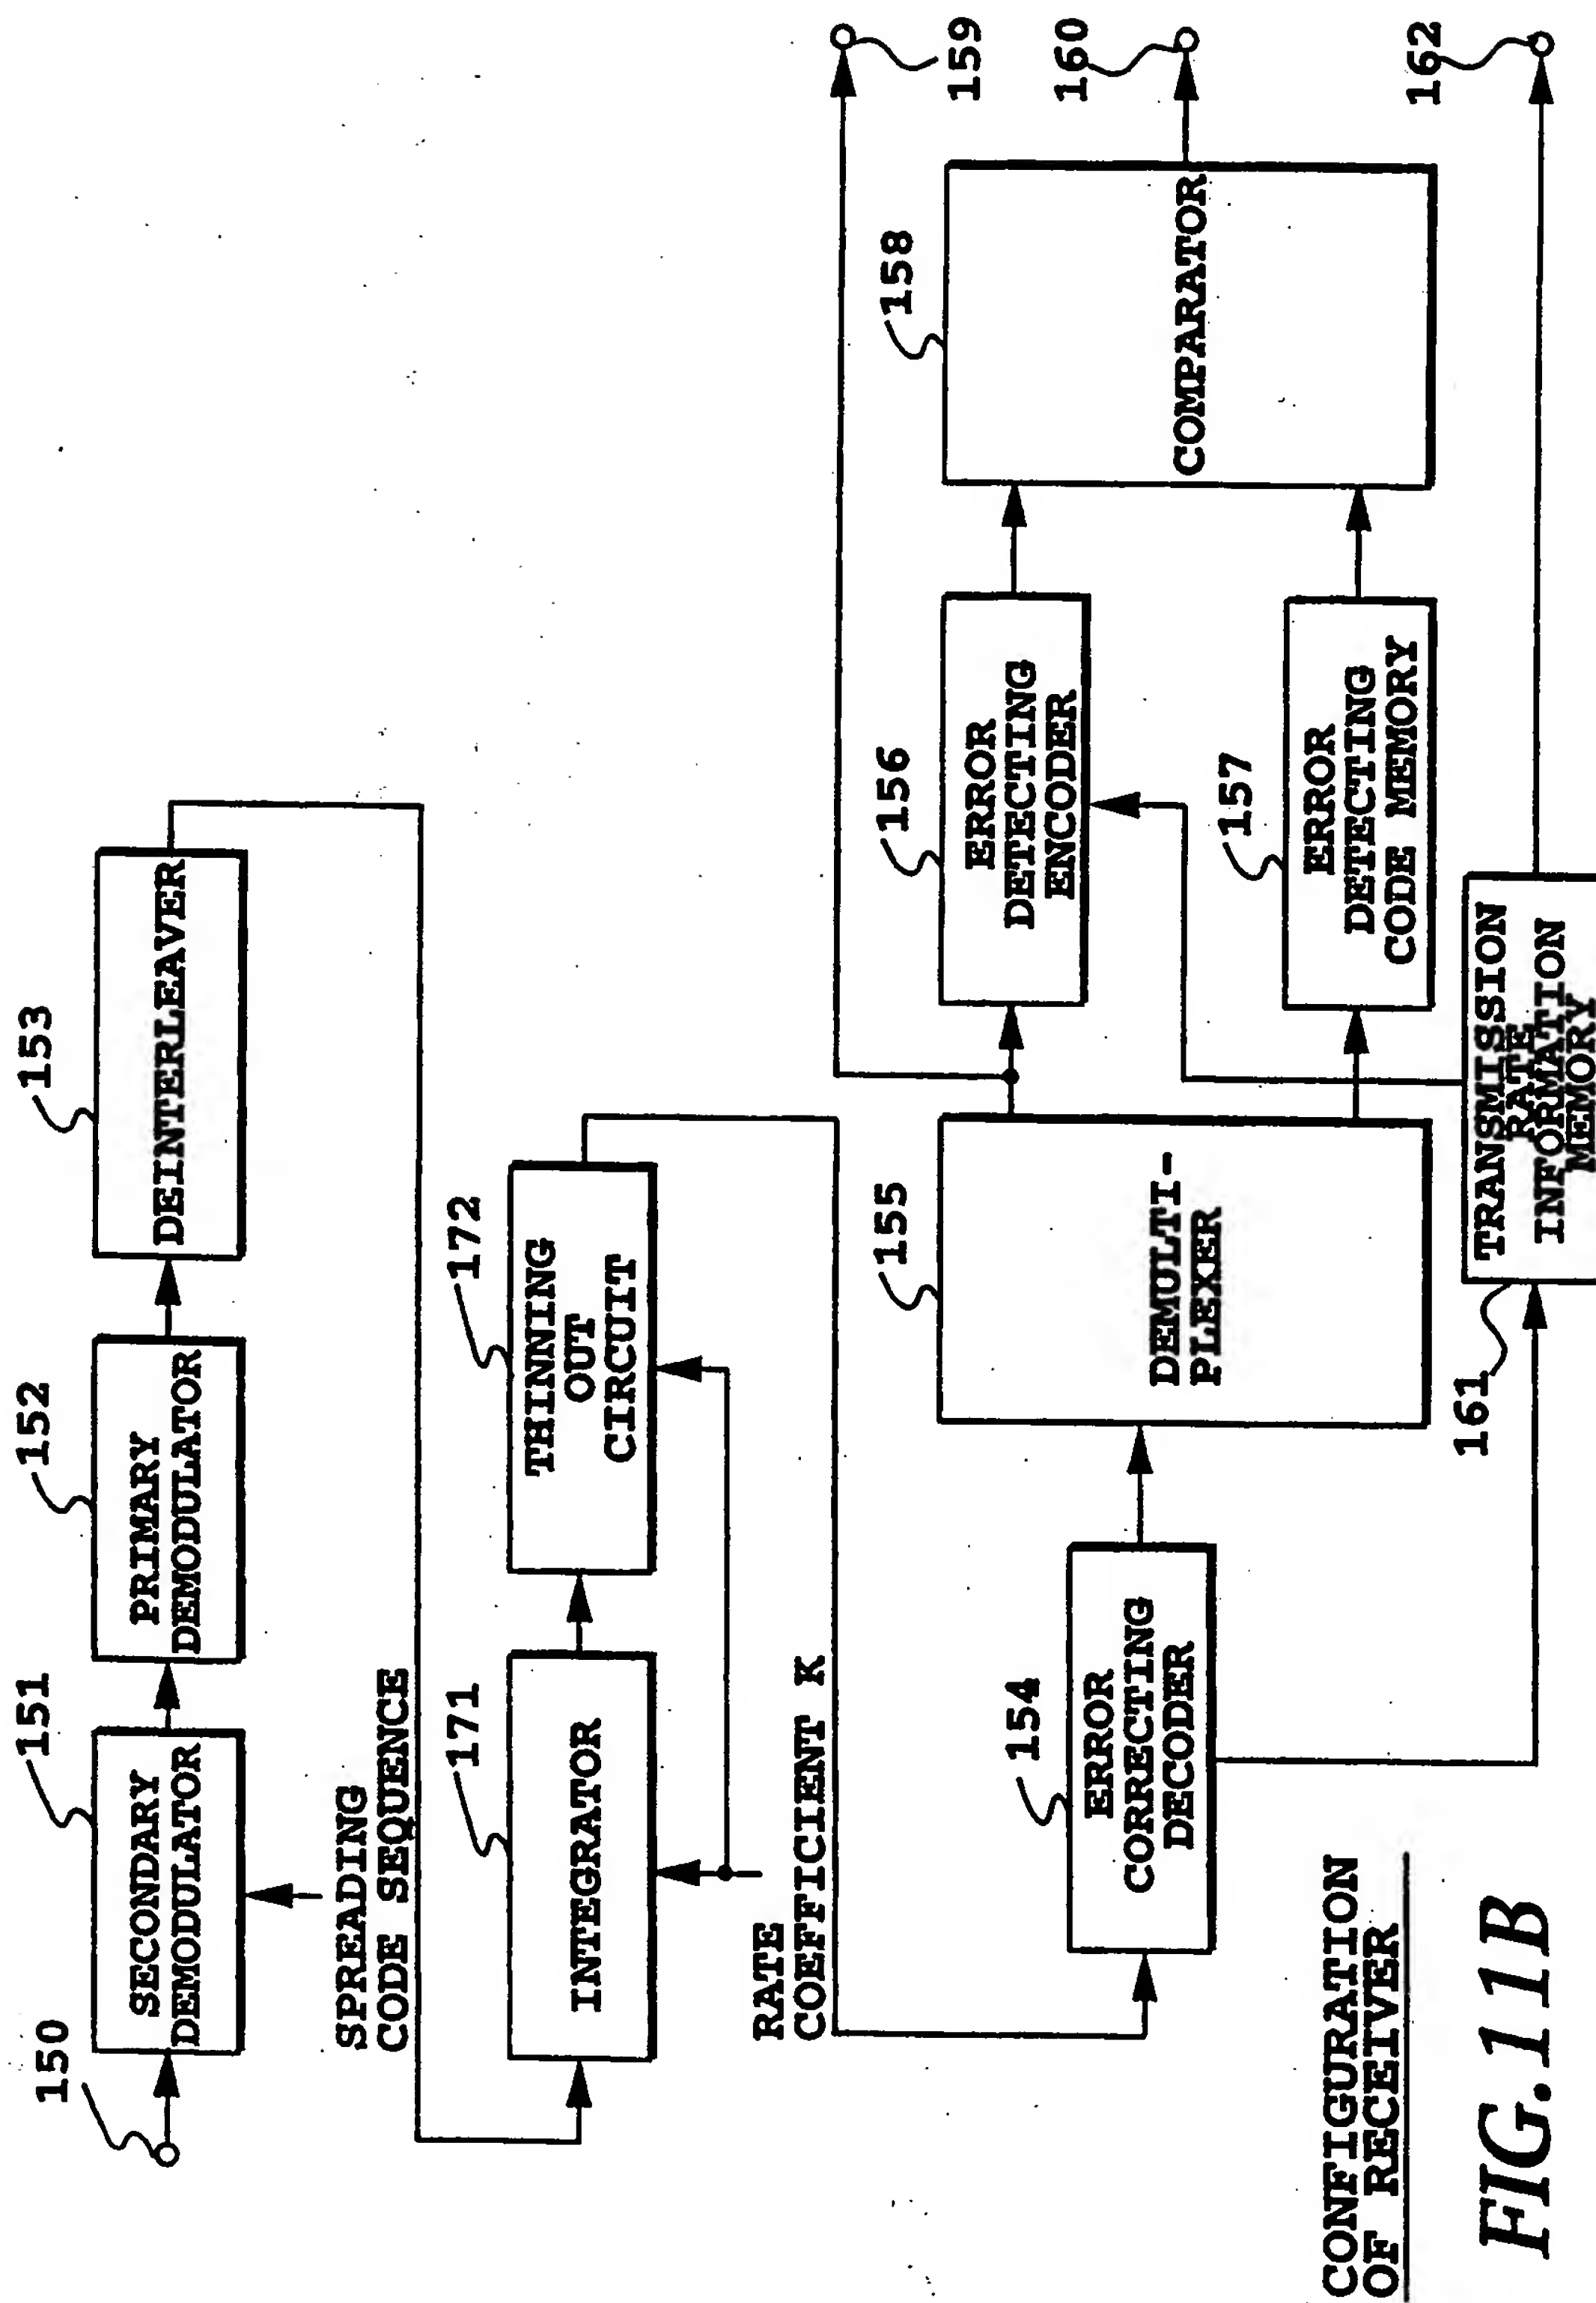 150
151
SECONDARY
DEMODULATOR
152
PRIMARY
DEMODULATOR
153
DEINTERLEAVER
SPREADING
CODE SEQUENCE
171
INTEGRATOR
172
THINNING
OUT
CIRCUIT
RATE
COEFFICIENT K
154
ERROR
CORRECTING
DECODER
155
DEMULTI-
PLEXER
156
ERROR
DETECTING
ENCODER
157
ERROR
DETECTING
CODE MEMORY
158
COMPARATOR
159
160
161
TRANSMISSION
RATE
INFORMATION
MEMORY
162
CONFIGURATION
OF RECEIVER
FIG.11B